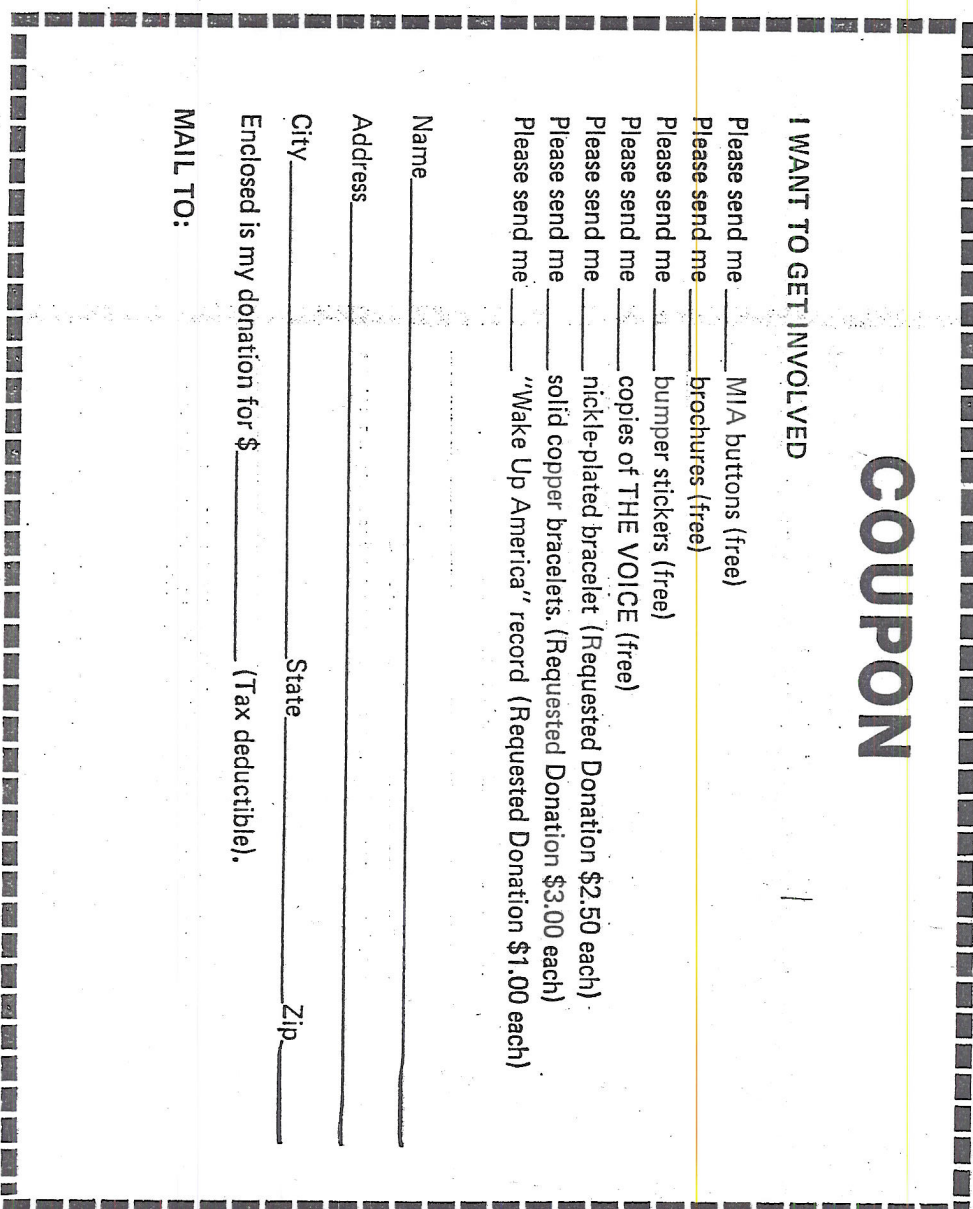 COUPON
I WANT TO GET INVOLVED
Please send me ______ MIA buttons (free)
Please send me ______ brochures (free)
Please send me ______ bumper stickers (free)
Please send me ______ copies of THE VOICE (free)
Please send me ______ nickle-plated bracelet (Requested Donation $2.50 each)
Please send me ______ solid copper bracelets. (Requested Donation $3.00 each)
Please send me ______ "Wake Up America" record (Requested Donation $1.00 each)
Name
Address
City State Zip
Enclosed is my donation for $ ______ (Tax deductible).
MAIL TO: